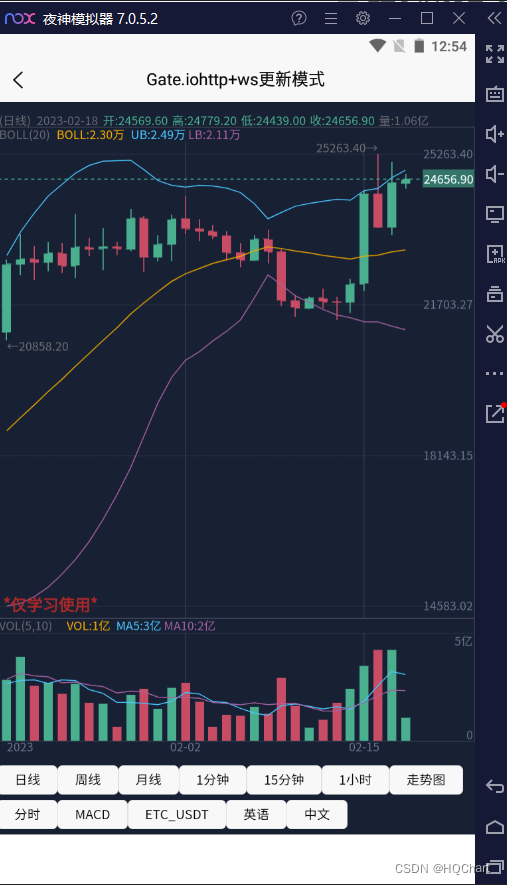 nox 夜神模拟器 7.0.5.2
12:54
Gate.iohttp+ws更新模式
(日线) 2023-02-18 开:24569.60 高:24779.20 低:24439.00 收:24656.90 量:1.06亿
BOLL(20) BOLL:2.30万 UB:2.49万 LB:2.11万
25263.40→ 25263.40
24656.90
21703.27
←20858.20
18143.15
*仅学习使用*
14583.02
VOL(5,10) VOL:1亿 MA5:3亿 MA10:2亿
5亿
0
2023 02-02 02-15
日线 周线 月线 1分钟 15分钟 1小时 走势图
分时 MACD ETC_USDT 英语 中文
CSDN @HQChart